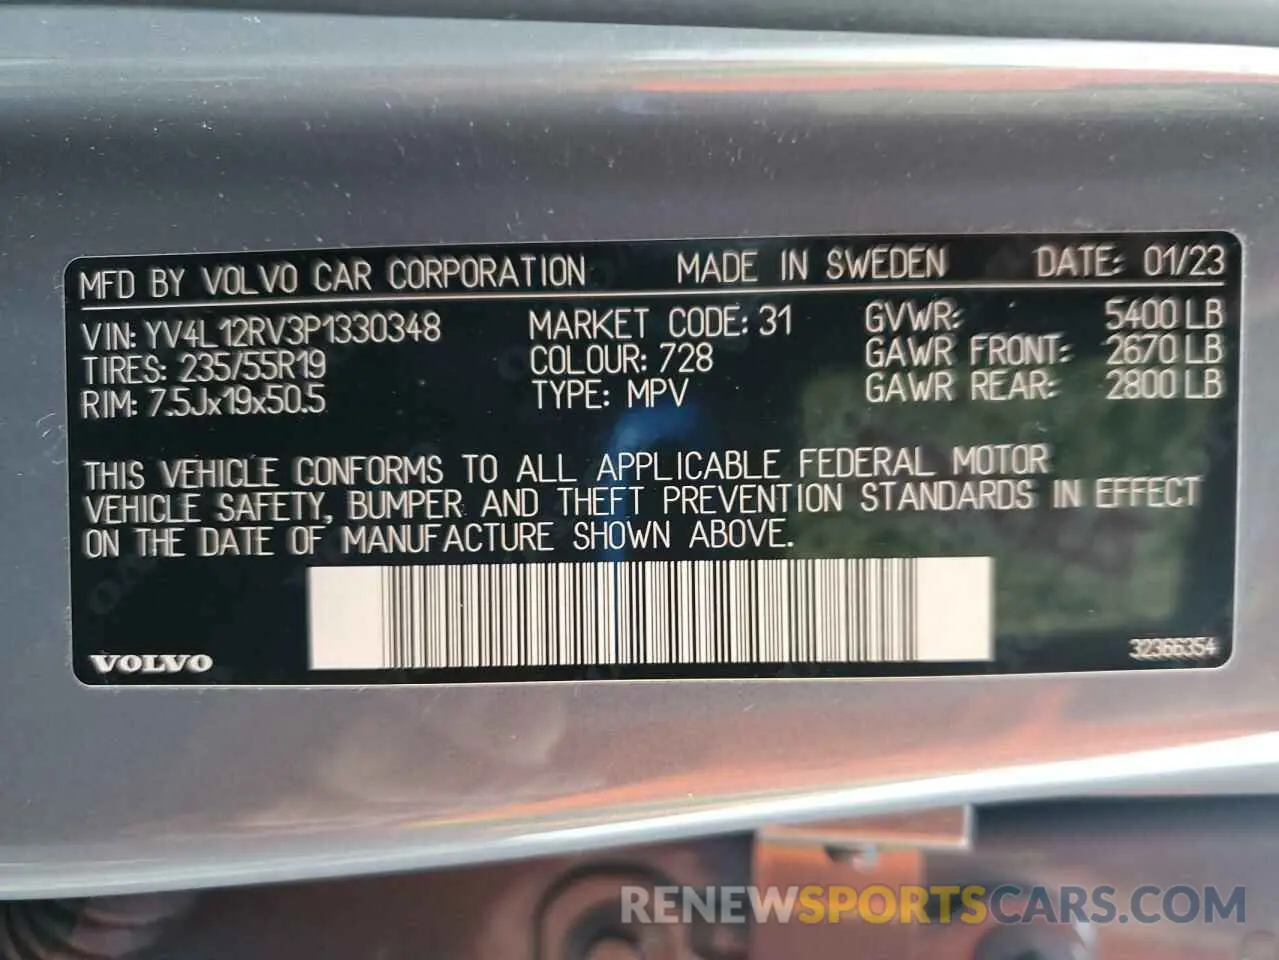 MFD BY VOLVO CAR CORPORATION MADE IN SWEDEN DATE: 01/23
VIN: YV4L12RV3P1330348 MARKET CODE: 31 GVWR: 5400 LB
TIRES: 235/55R19 COLOUR: 728 GAWR FRONT: 2670 LB
RIM: 7.5Jx19x50.5 TYPE: MPV GAWR REAR: 2800 LB
THIS VEHICLE CONFORMS TO ALL APPLICABLE FEDERAL MOTOR
VEHICLE SAFETY, BUMPER AND THEFT PREVENTION STANDARDS IN EFFECT
ON THE DATE OF MANUFACTURE SHOWN ABOVE.
VOLVO 32366354
RENEWSPORTSCARS.COM